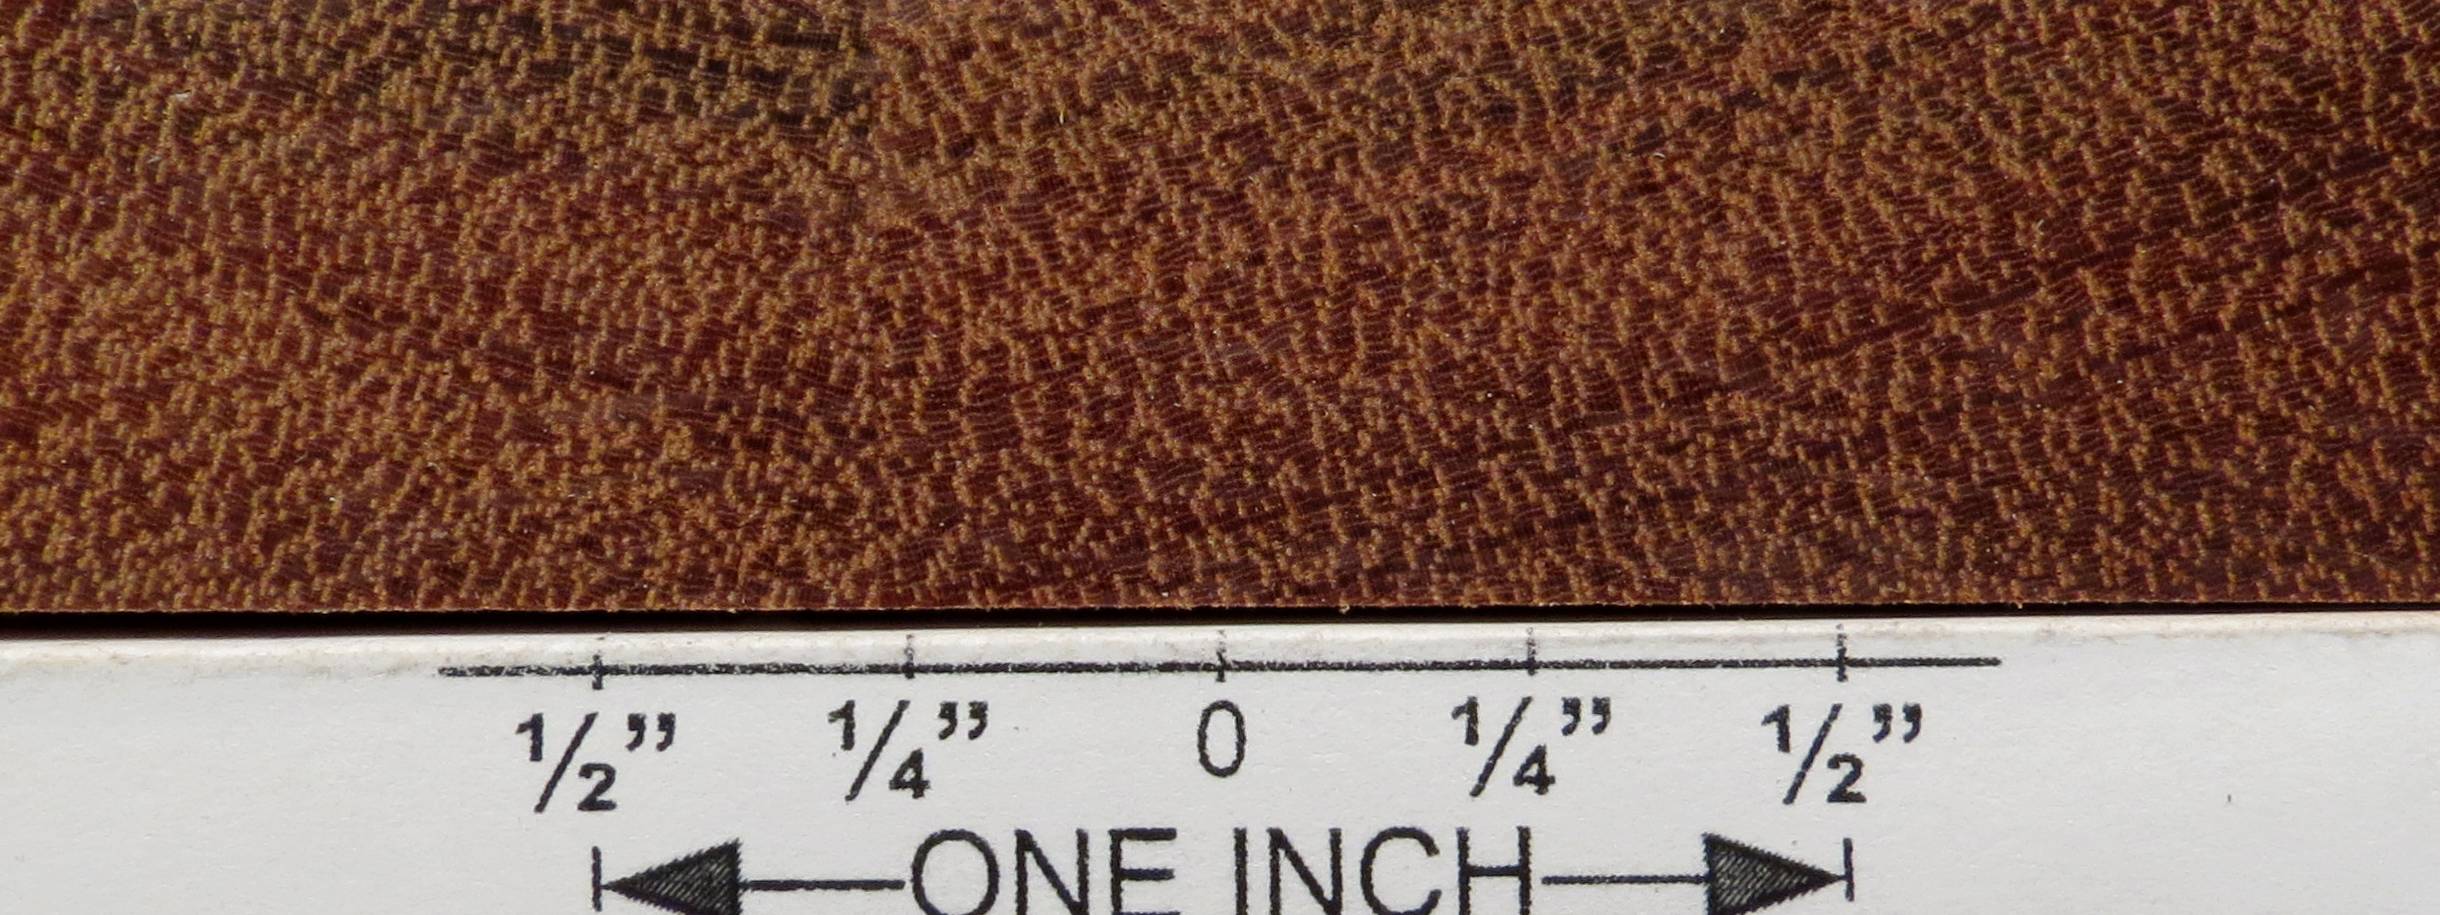 1/2” 1/4” 0 1/4” 1/2”
ONE INCH